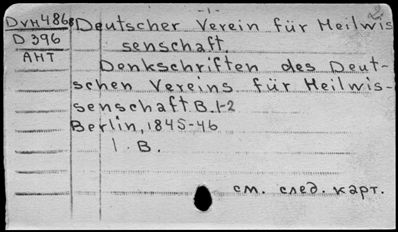 - 1 -
DVH486 Deutscher Verein für Heilwis
D 396 senschaft.
AHT Denkschriften des Deut-
schen Vereins für Heilwis-
senschaft B. 1-2
Berlin, 1845-46
1. B.
см. след. карт.